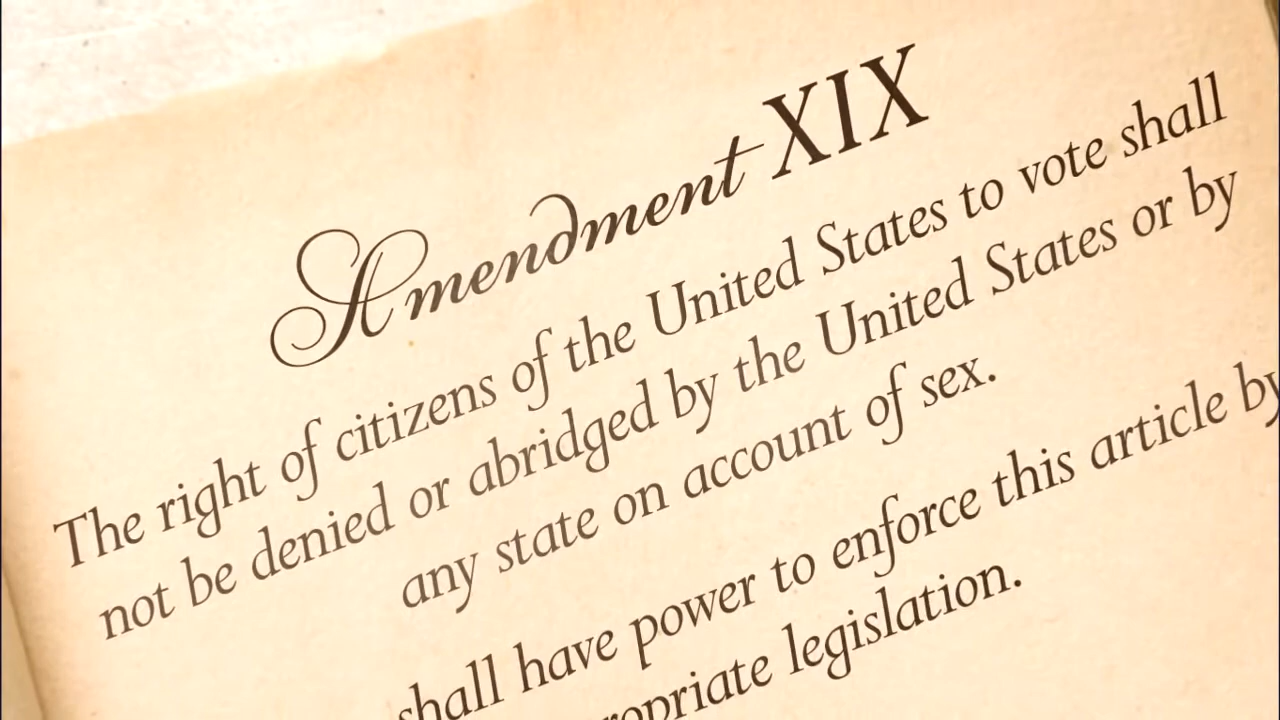 Amendment XIX
The right of citizens of the United States to vote shall
not be denied or abridged by the United States or by
any state on account of sex.
shall have power to enforce this article by
ropriate legislation.